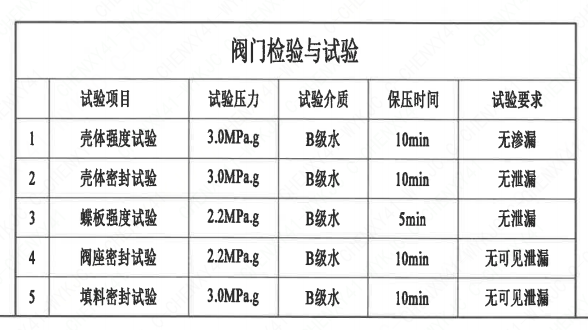 阀门检验与试验
试验项目 试验压力 试验介质 保压时间 试验要求
1 壳体强度试验 3.0MPa.g B级水 10min 无渗漏
2 壳体密封试验 3.0MPa.g B级水 10min 无泄漏
3 蝶板强度试验 2.2MPa.g B级水 5min 无泄漏
4 阀座密封试验 2.2MPa.g B级水 10min 无可见泄漏
5 填料密封试验 3.0MPa.g B级水 10min 无可见泄漏